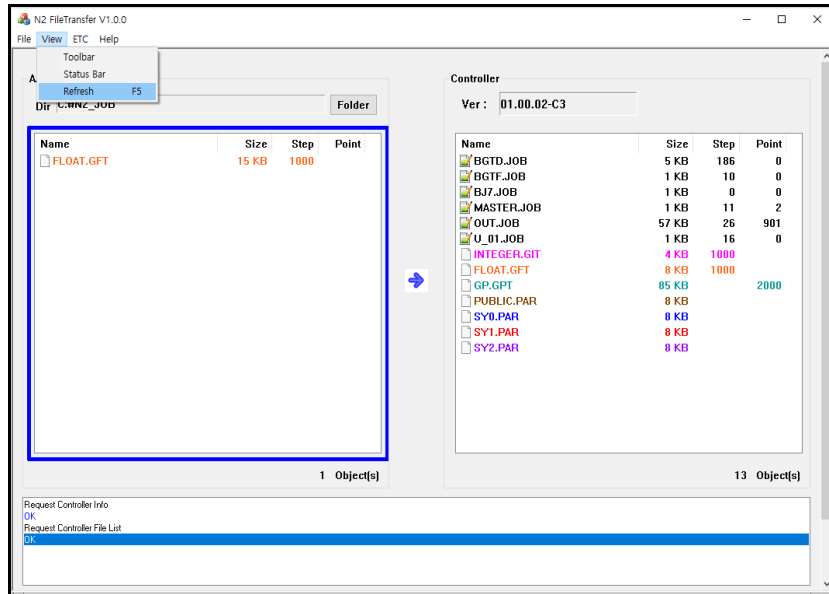 N2 FileTransfer V1.0.0
File View ETC Help
Toolbar
Status Bar
Refresh F5
Dir C:₩N2_JOB Folder
Name Size Step Point
FLOAT.GFT 15 KB 1000
1 Object(s)
Controller
Ver : 01.00.02-C3
Name Size Step Point
BGTD.JOB 5 KB 186 0
BGTF.JOB 1 KB 10 0
BJ7.JOB 1 KB 0 0
MASTER.JOB 1 KB 11 2
OUT.JOB 57 KB 26 901
U_01.JOB 1 KB 16 0
INTEGER.GIT 4 KB 1000
FLOAT.GFT 8 KB 1000
GP.GPT 85 KB 2000
PUBLIC.PAR 8 KB
SY0.PAR 8 KB
SY1.PAR 8 KB
SY2.PAR 8 KB
13 Object(s)
Request Controller Info
OK
Request Controller File List
OK